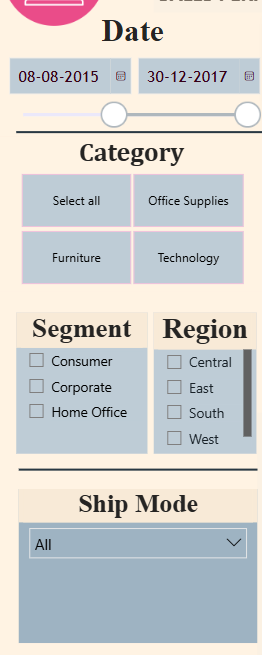 Date
08-08-2015 30-12-2017
Category
Select all Office Supplies
Furniture Technology
Segment Region
Consumer Central
Corporate East
Home Office South
West
Ship Mode
All